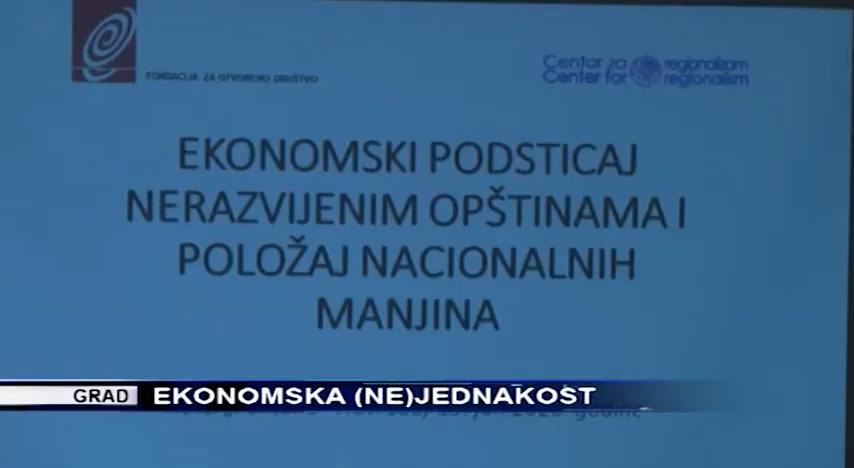 FONDACIJA ZA OTVORENO DRUŠTVO
Centar za regionalizam
Center for regionalism
EKONOMSKI PODSTICAJ
NERAZVIJENIM OPŠTINAMA I
POLOŽAJ NACIONALNIH
MANJINA
GRAD EKONOMSKA (NE)JEDNAKOST